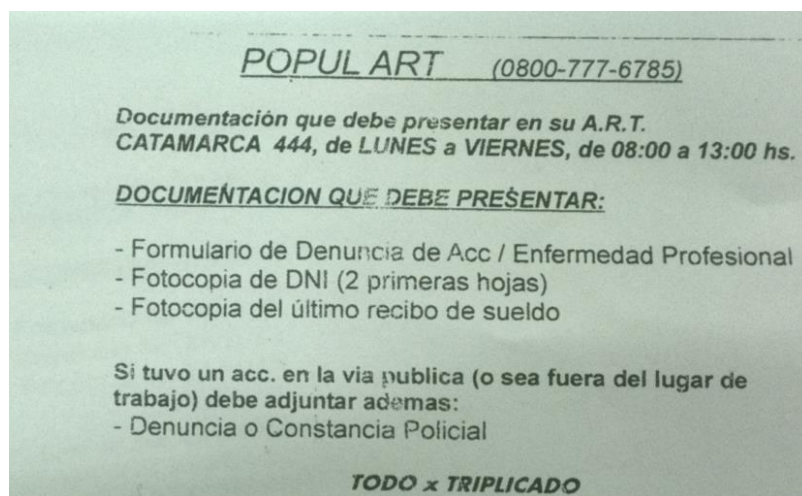 POPUL ART (0800-777-6785)
Documentación que debe presentar en su A.R.T.
CATAMARCA 444, de LUNES a VIERNES, de 08:00 a 13:00 hs.
DOCUMENTACION QUE DEBE PRESENTAR:
- Formulario de Denuncia de Acc / Enfermedad Profesional
- Fotocopia de DNI (2 primeras hojas)
- Fotocopia del último recibo de sueldo
Si tuvo un acc. en la via publica (o sea fuera del lugar de
trabajo) debe adjuntar ademas:
- Denuncia o Constancia Policial
TODO x TRIPLICADO